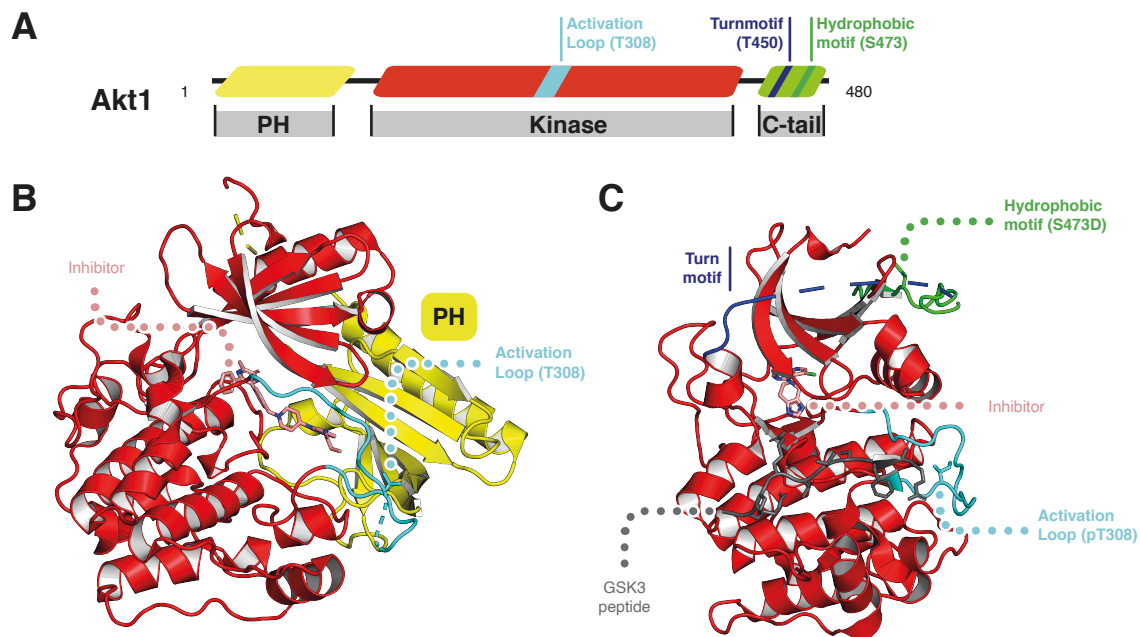 A
Activation
Loop (T308)
Turnmotif
(T450)
Hydrophobic
motif (S473)
Akt1
1
480
PH
Kinase
C-tail
B
Inhibitor
PH
Activation
Loop (T308)
C
Hydrophobic
motif (S473D)
Turn
motif
Inhibitor
GSK3
peptide
Activation
Loop (pT308)